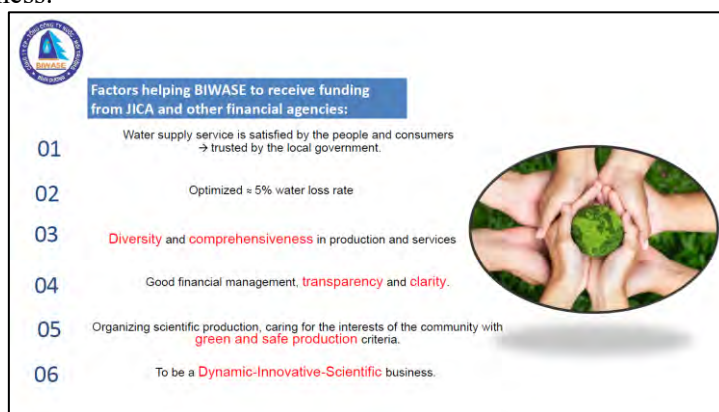 ness.
BIWASE
Factors helping BIWASE to receive funding
from JICA and other financial agencies:
01
Water supply service is satisfied by the people and consumers
→ trusted by the local government.
02
Optimized ≈ 5% water loss rate
03
Diversity and comprehensiveness in production and services
04
Good financial management, transparency and clarity.
05
Organizing scientific production, caring for the interests of the community with
green and safe production criteria.
06
To be a Dynamic-Innovative-Scientific business.